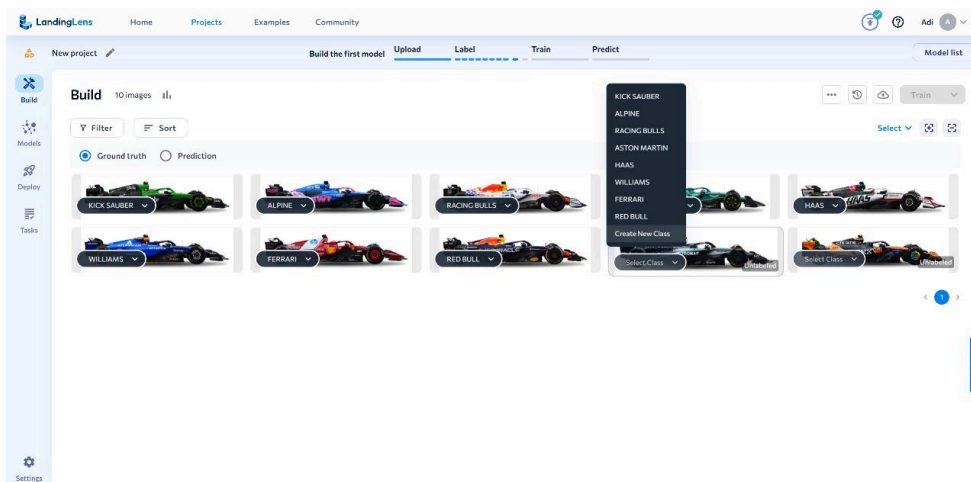 LandingLens Home Projects Examples Community Adi A
New project Build the first model Upload Label Train Predict Model list
Build
Models
Deploy
Tasks
Settings
Build 10 images Train
Filter Sort Select
Ground truth Prediction
KICK SAUBER
ALPINE
RACING BULLS
ASTON MARTIN
HAAS
WILLIAMS
FERRARI
RED BULL
Create New Class
KICK SAUBER ALPINE RACING BULLS HAAS
WILLIAMS FERRARI RED BULL Select Class Unlabeled Select Class Unlabeled
1